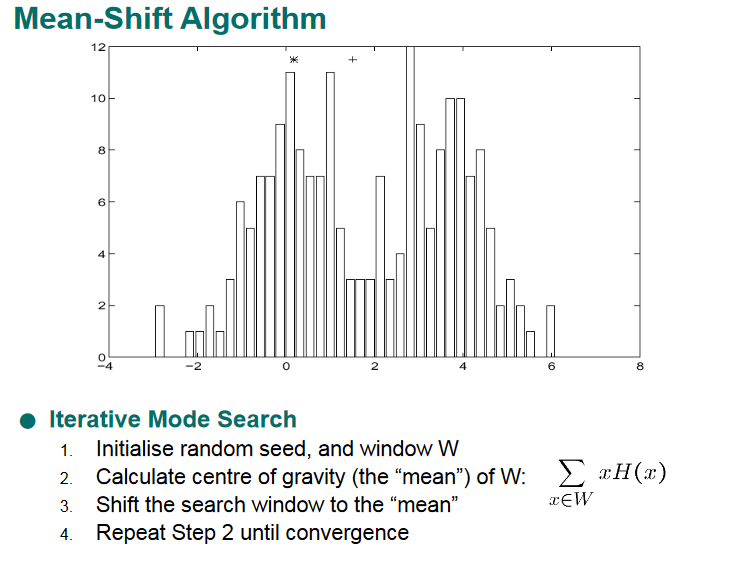 Mean-Shift Algorithm
12
10
8
6
4
2
0
−4 −2 0 2 4 6 8
* +
● Iterative Mode Search
1. Initialise random seed, and window W
2. Calculate centre of gravity (the “mean”) of W: ∑ xH(x)
x∈W
3. Shift the search window to the “mean”
4. Repeat Step 2 until convergence